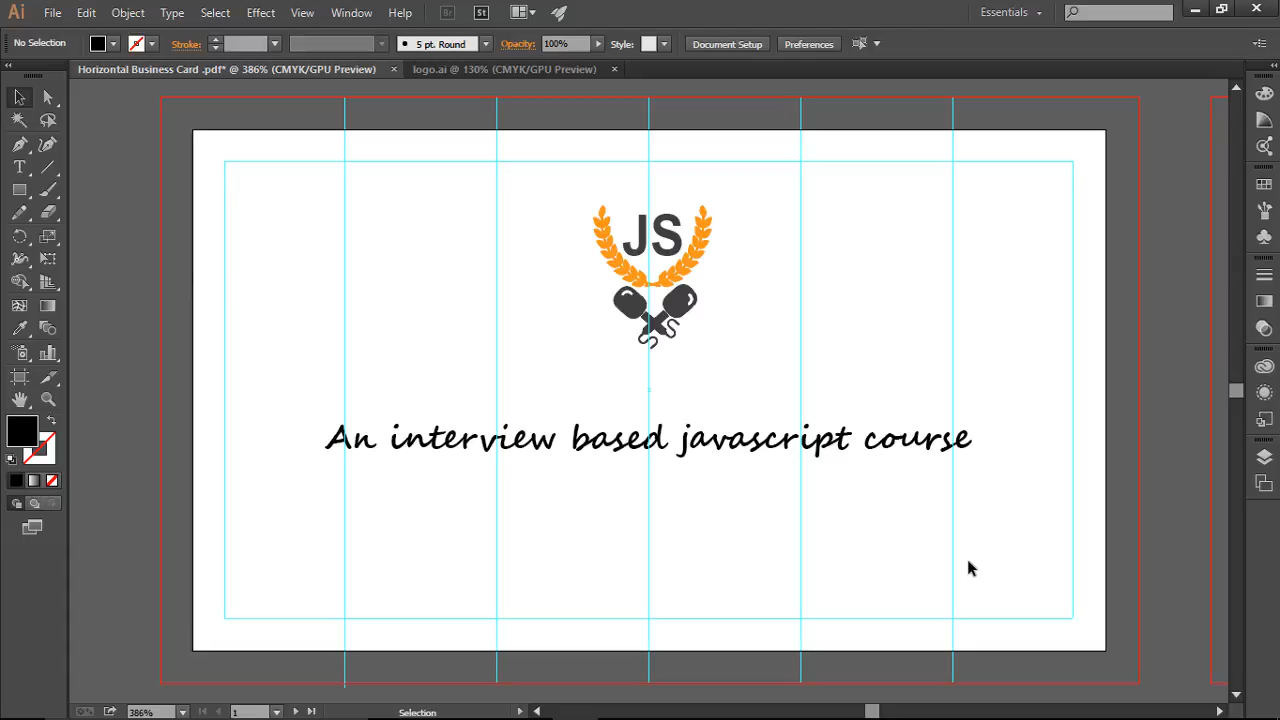 Ai File Edit Object Type Select Effect View Window Help Br St Essentials
No Selection Stroke: 5 pt. Round Opacity: 100% Style: Document Setup Preferences
Horizontal Business Card .pdf* @ 386% (CMYK/GPU Preview) × logo.ai @ 130% (CMYK/GPU Preview) ×
JS
An interview based javascript course
386% 1 Selection